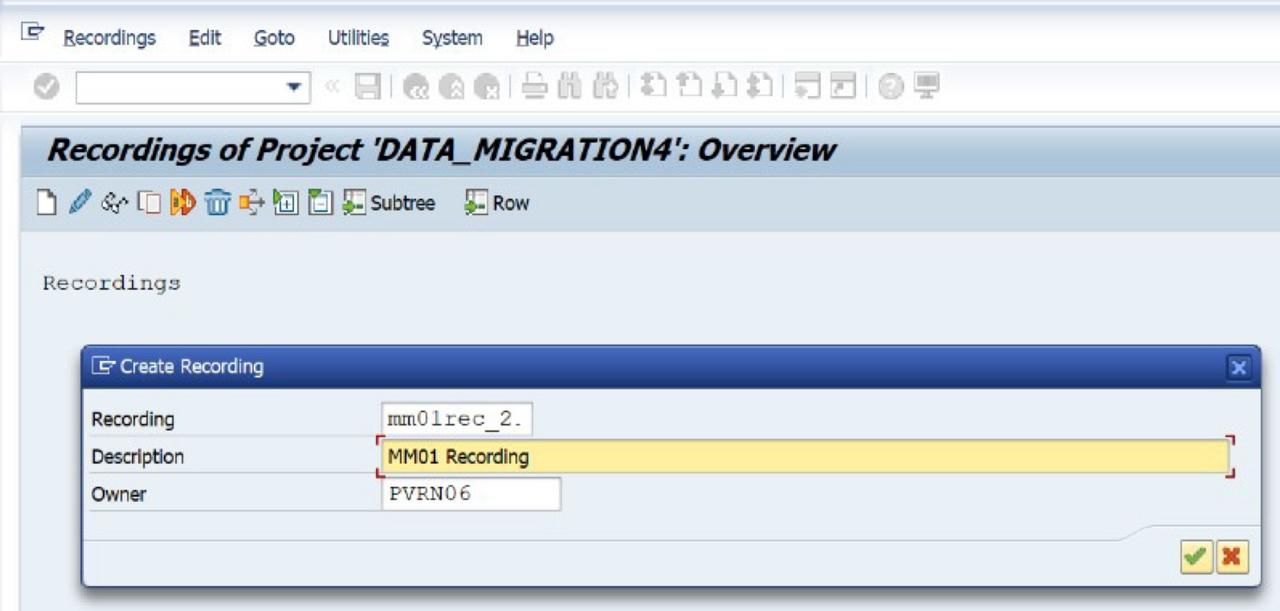 Recordings Edit Goto Utilities System Help
Recordings of Project 'DATA_MIGRATION4': Overview
Subtree Row
Recordings
Create Recording
Recording mm01rec_2.
Description MM01 Recording
Owner PVRN06